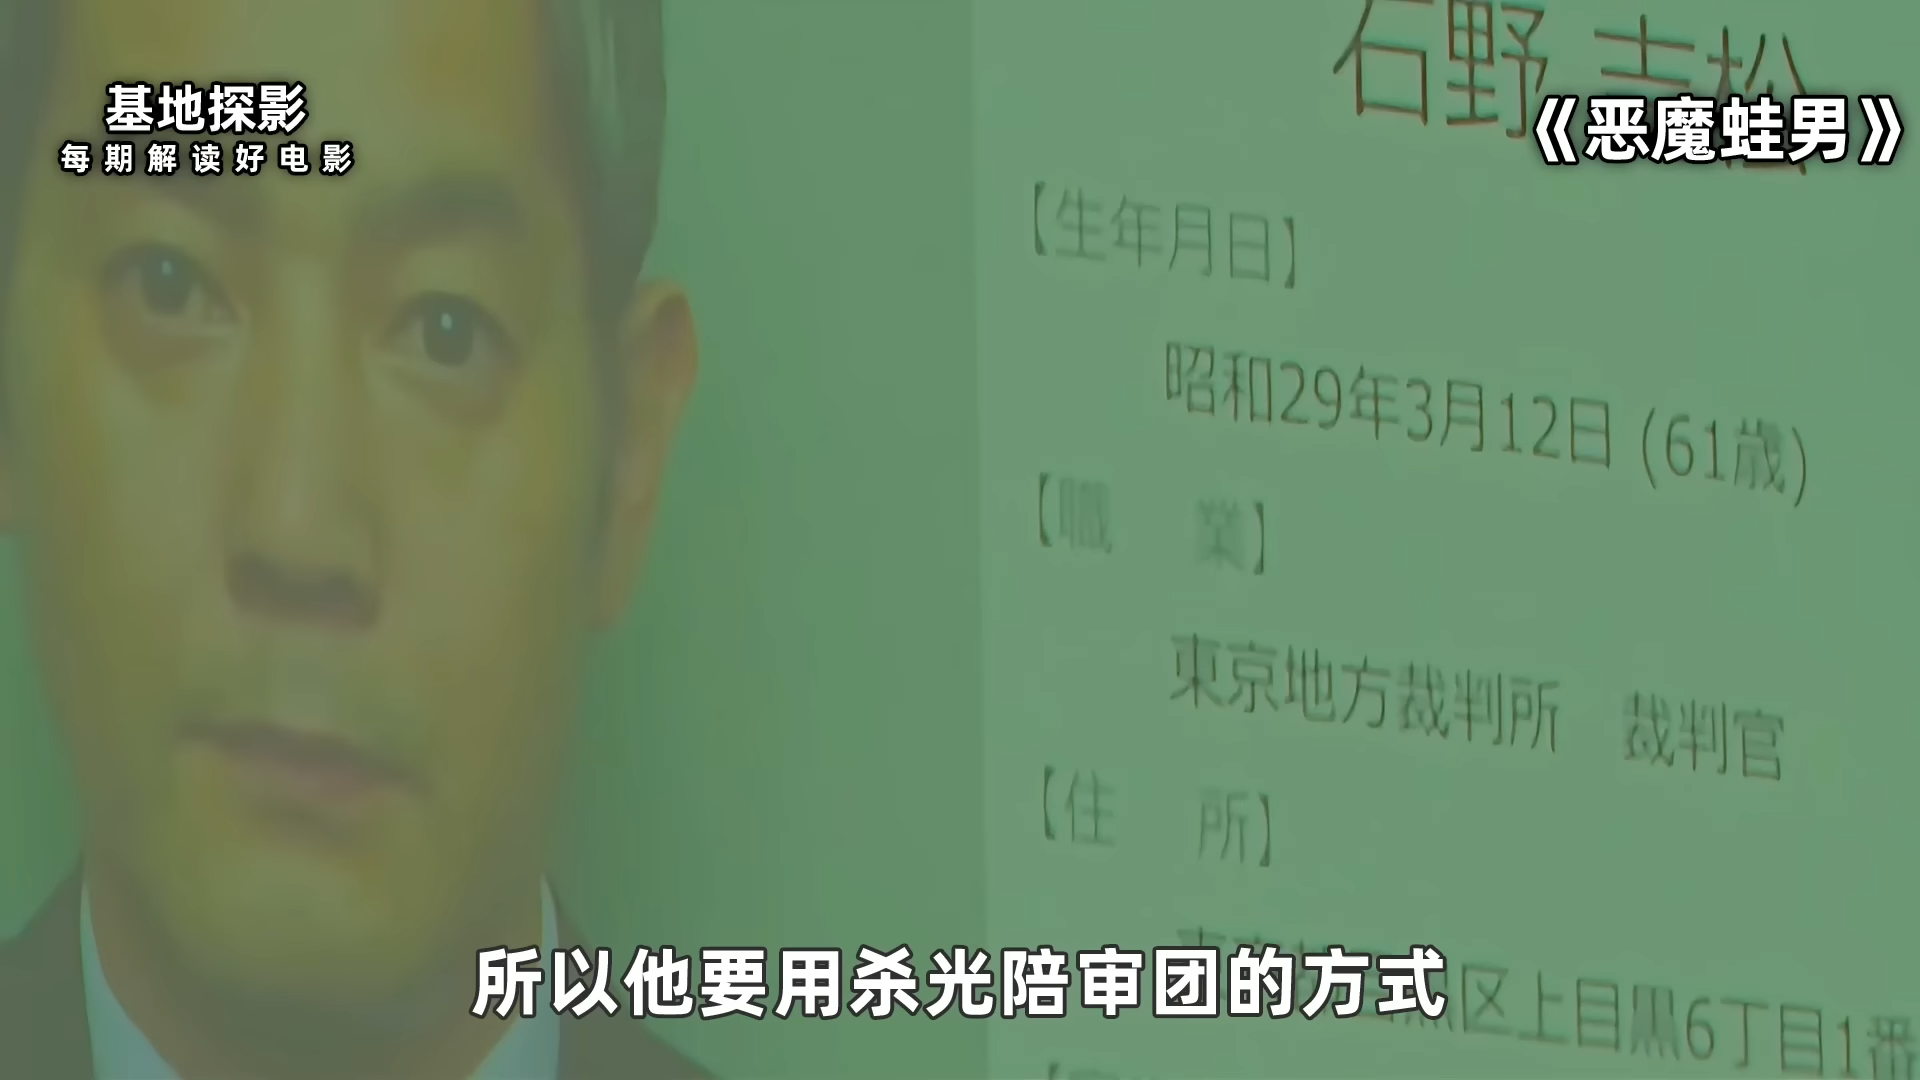 基地探影
每期解读好电影
《恶魔蛙男》
石野
【生年月日】
昭和29年3月12日 (61歳)
【職 業】
東京地方裁判所 裁判官
【住 所】
区上目黒6丁目1番
所以他要用杀光陪审团的方式